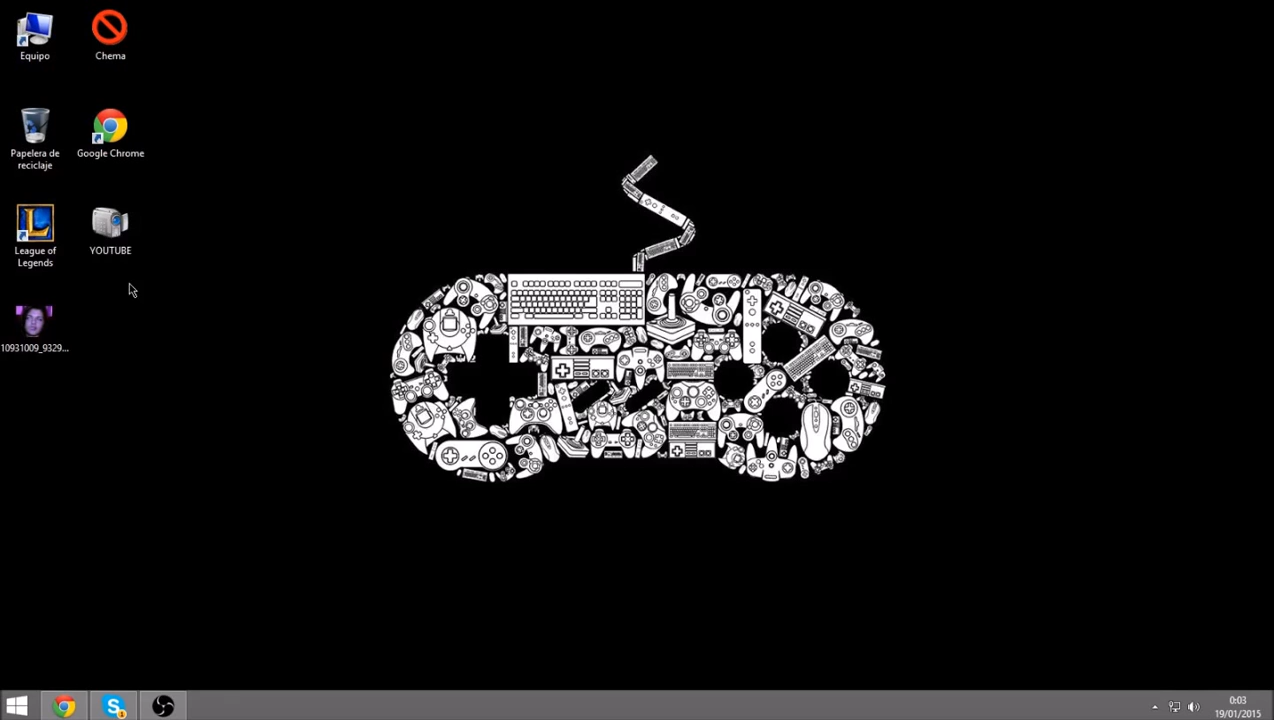 Equipo
Chema
Papelera de
reciclaje
Google Chrome
League of
Legends
YOUTUBE
10931009_9329...
0:03
19/01/2015